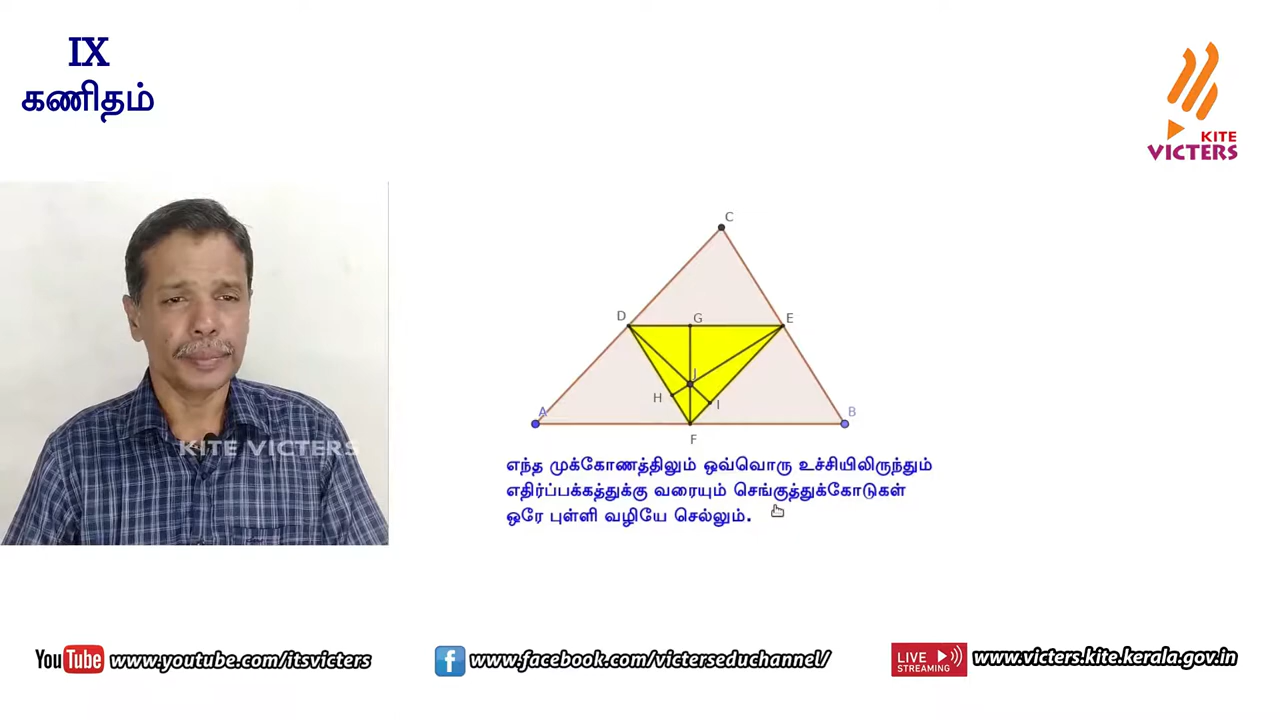 IX
கணிதம்
KITE
VICTERS
C
D
G
E
J
H
I
A
B
F
KITE VICTERS
எந்த முக்கோணத்திலும் ஒவ்வொரு உச்சியிலிருந்தும்
எதிர்ப்பக்கத்துக்கு வரையும் செங்குத்துக்கோடுகள்
ஒரே புள்ளி வழியே செல்லும்.
YouTube www.youtube.com/itsvicters
f www.facebook.com/victerseduchannel/
LIVE
STREAMING
www.victers.kite.kerala.gov.in